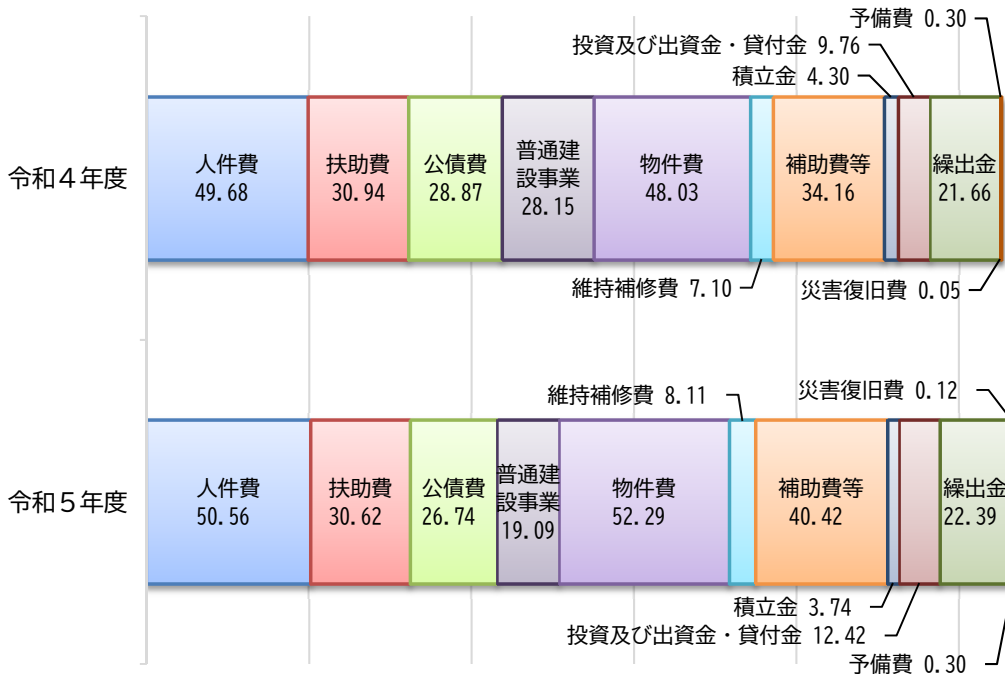 予備費 0.30
投資及び出資金・貸付金 9.76
積立金 4.30
令和４年度
人件費
49.68
扶助費
30.94
公債費
28.87
普通建
設事業
28.15
物件費
48.03
補助費等
34.16
繰出金
21.66
維持補修費 7.10
災害復旧費 0.05
維持補修費 8.11
災害復旧費 0.12
令和５年度
人件費
50.56
扶助費
30.62
公債費
26.74
普通建
設事業
19.09
物件費
52.29
補助費等
40.42
繰出金
22.39
積立金 3.74
投資及び出資金・貸付金 12.42
予備費 0.30